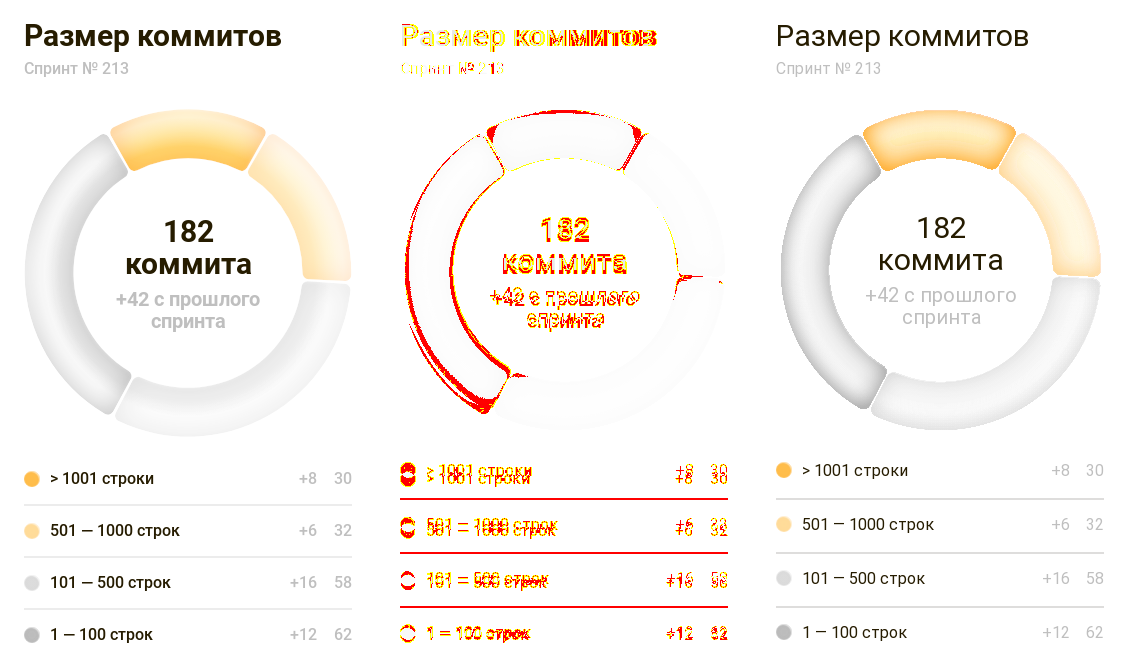 Размер коммитов
Спринт № 213
182
коммита
+42 с прошлого
спринта
> 1001 строки +8 30
501 — 1000 строк +6 32
101 — 500 строк +16 58
1 — 100 строк +12 62
Размер коммитов
Спринт № 213
182
коммита
+42 с прошлого
спринта
> 1001 строки +8 30
501 — 1000 строк +6 32
101 — 500 строк +16 58
1 — 100 строк +12 62
Размер коммитов
Спринт № 213
182
коммита
+42 с прошлого
спринта
> 1001 строки +8 30
501 — 1000 строк +6 32
101 — 500 строк +16 58
1 — 100 строк +12 62